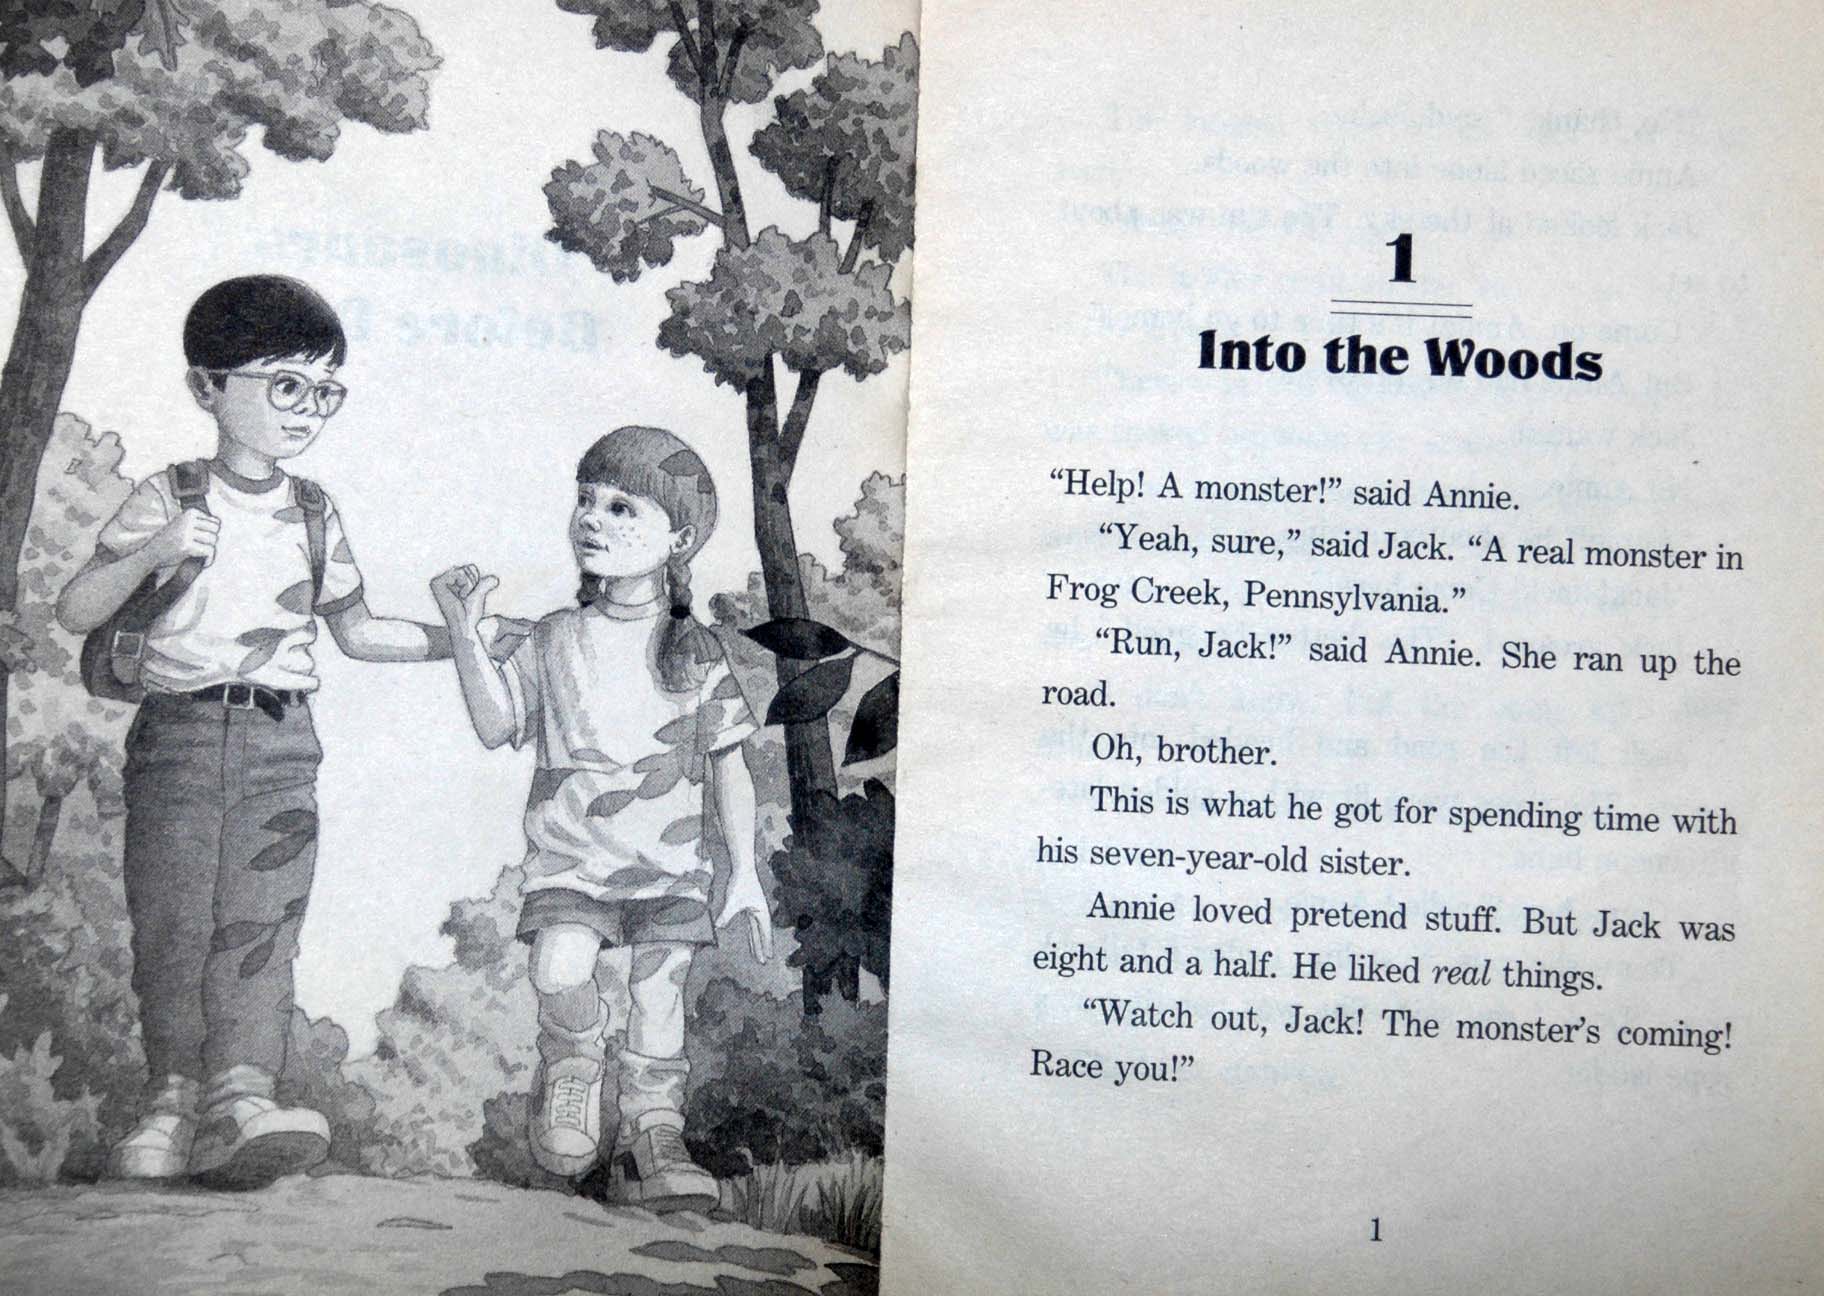 1
Into the Woods
“Help! A monster!” said Annie.
“Yeah, sure,” said Jack. “A real monster in
Frog Creek, Pennsylvania.”
“Run, Jack!” said Annie. She ran up the
road.
Oh, brother.
This is what he got for spending time with
his seven-year-old sister.
Annie loved pretend stuff. But Jack was
eight and a half. He liked real things.
“Watch out, Jack! The monster’s coming!
Race you!”
1